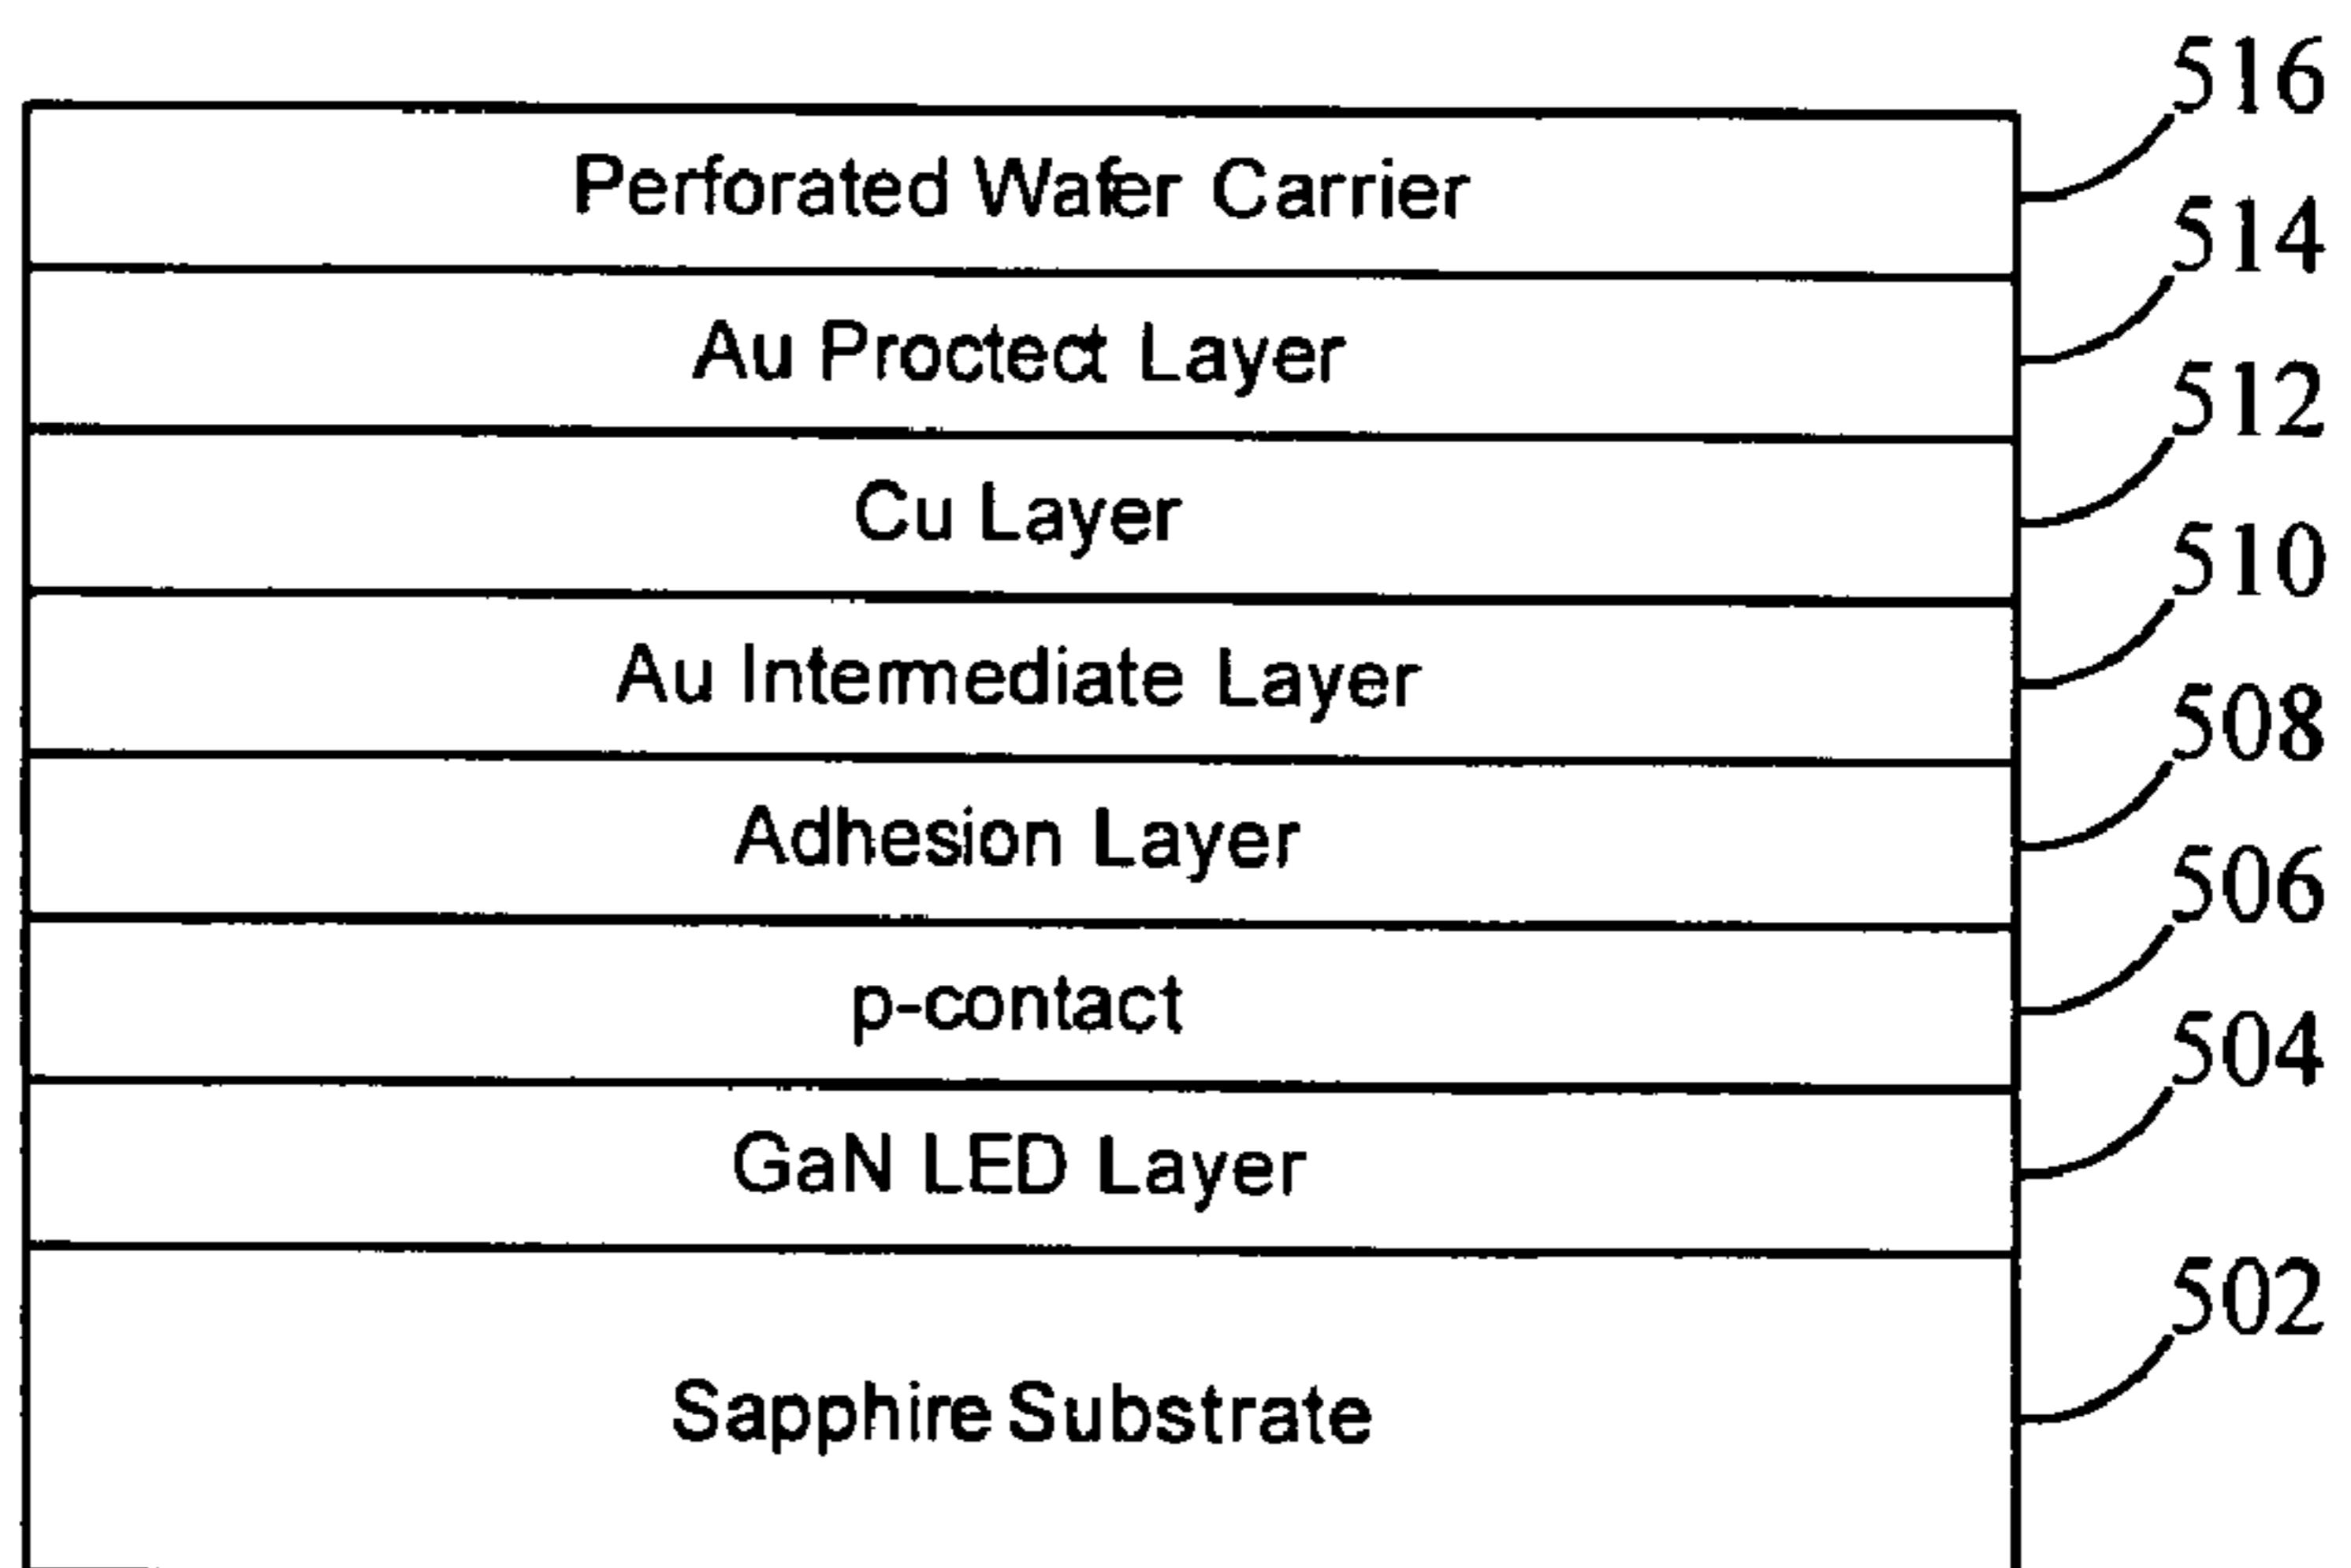 516
Perforated Wafer Carrier
514
Au Proctect Layer
512
Cu Layer
510
Au Intermediate Layer
508
Adhesion Layer
506
p-contact
504
GaN LED Layer
502
Sapphire Substrate